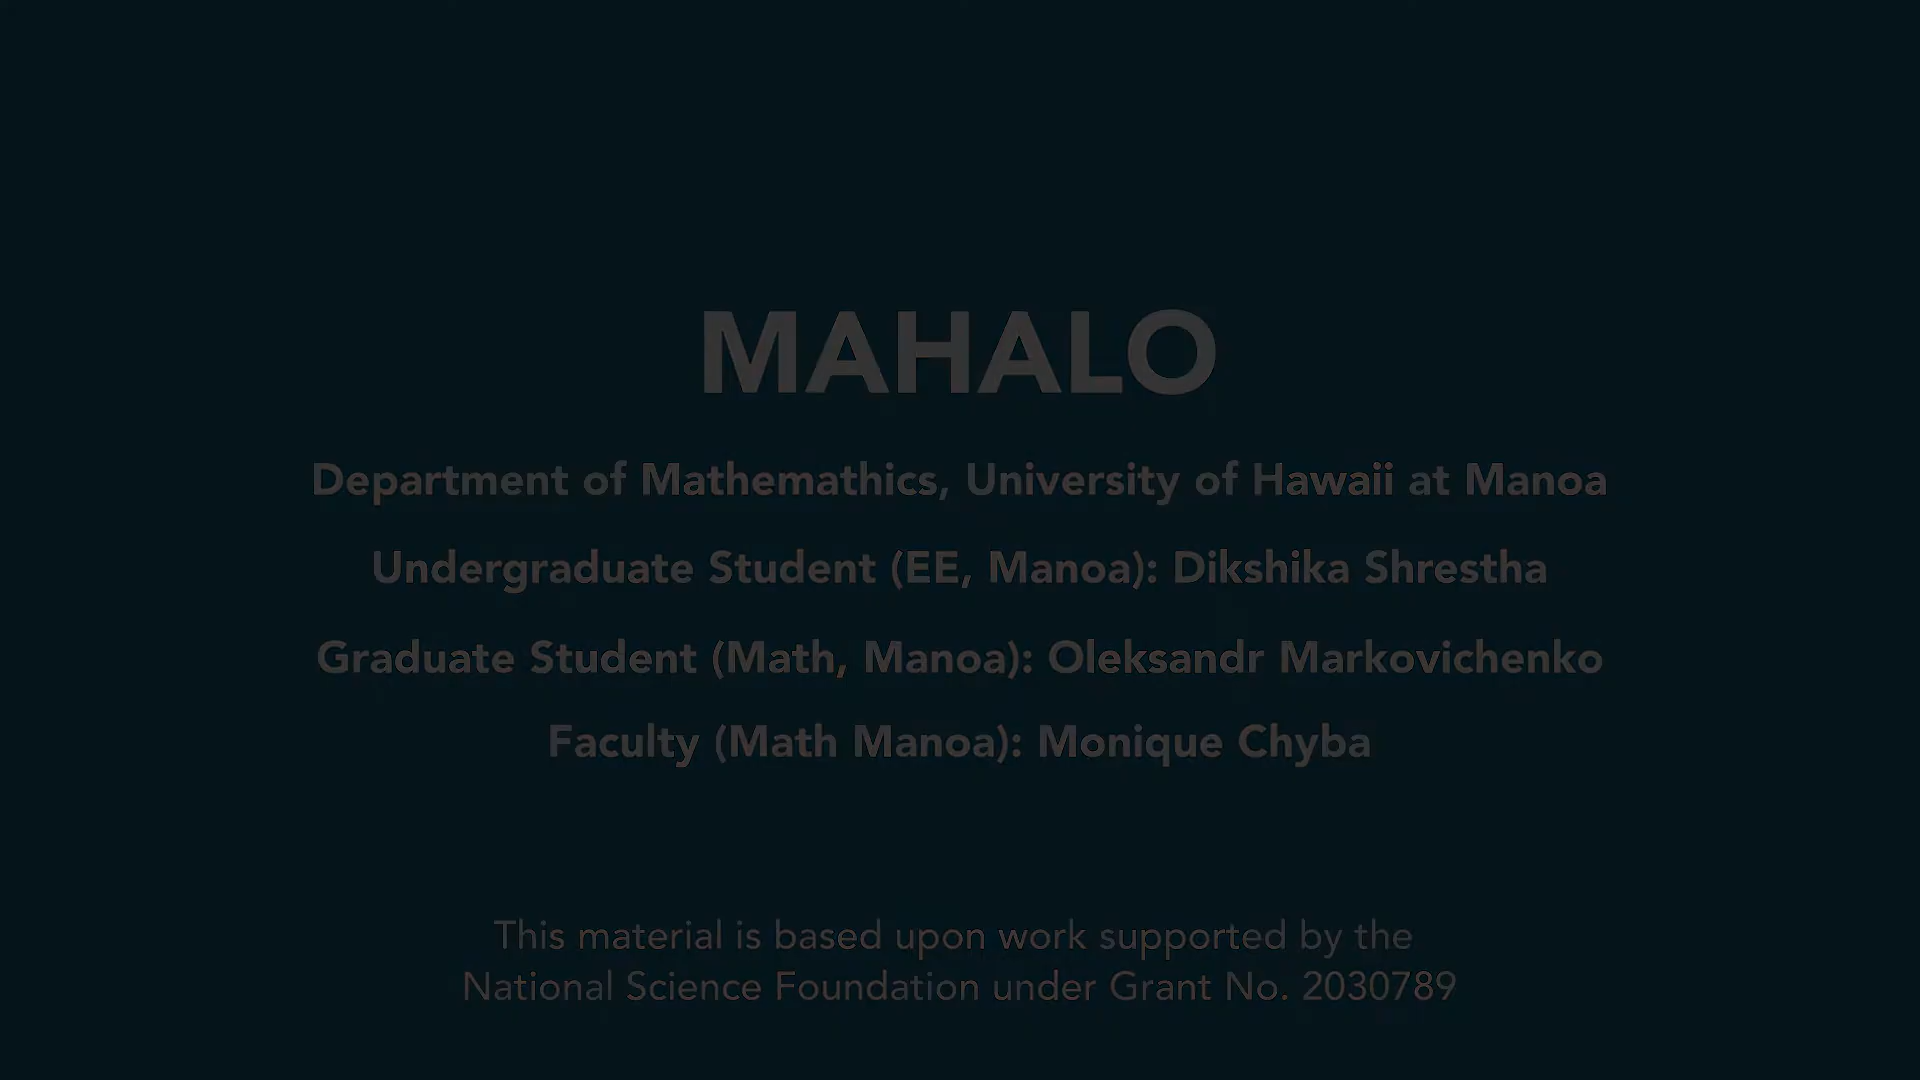 MAHALO
Department of Mathemathics, University of Hawaii at Manoa
Undergraduate Student (EE, Manoa): Dikshika Shrestha
Graduate Student (Math, Manoa): Oleksandr Markovichenko
Faculty (Math Manoa): Monique Chyba
This material is based upon work supported by the
National Science Foundation under Grant No. 2030789